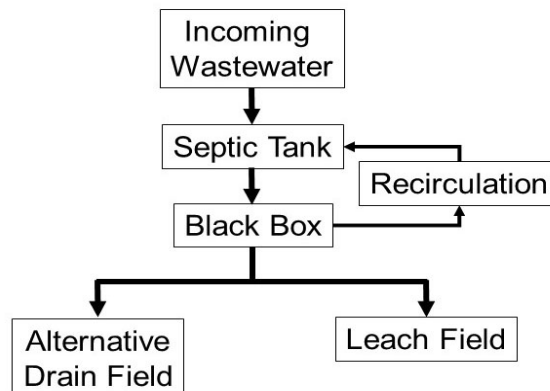 Incoming
Wastewater
Septic Tank
Recirculation
Black Box
Alternative
Drain Field
Leach Field